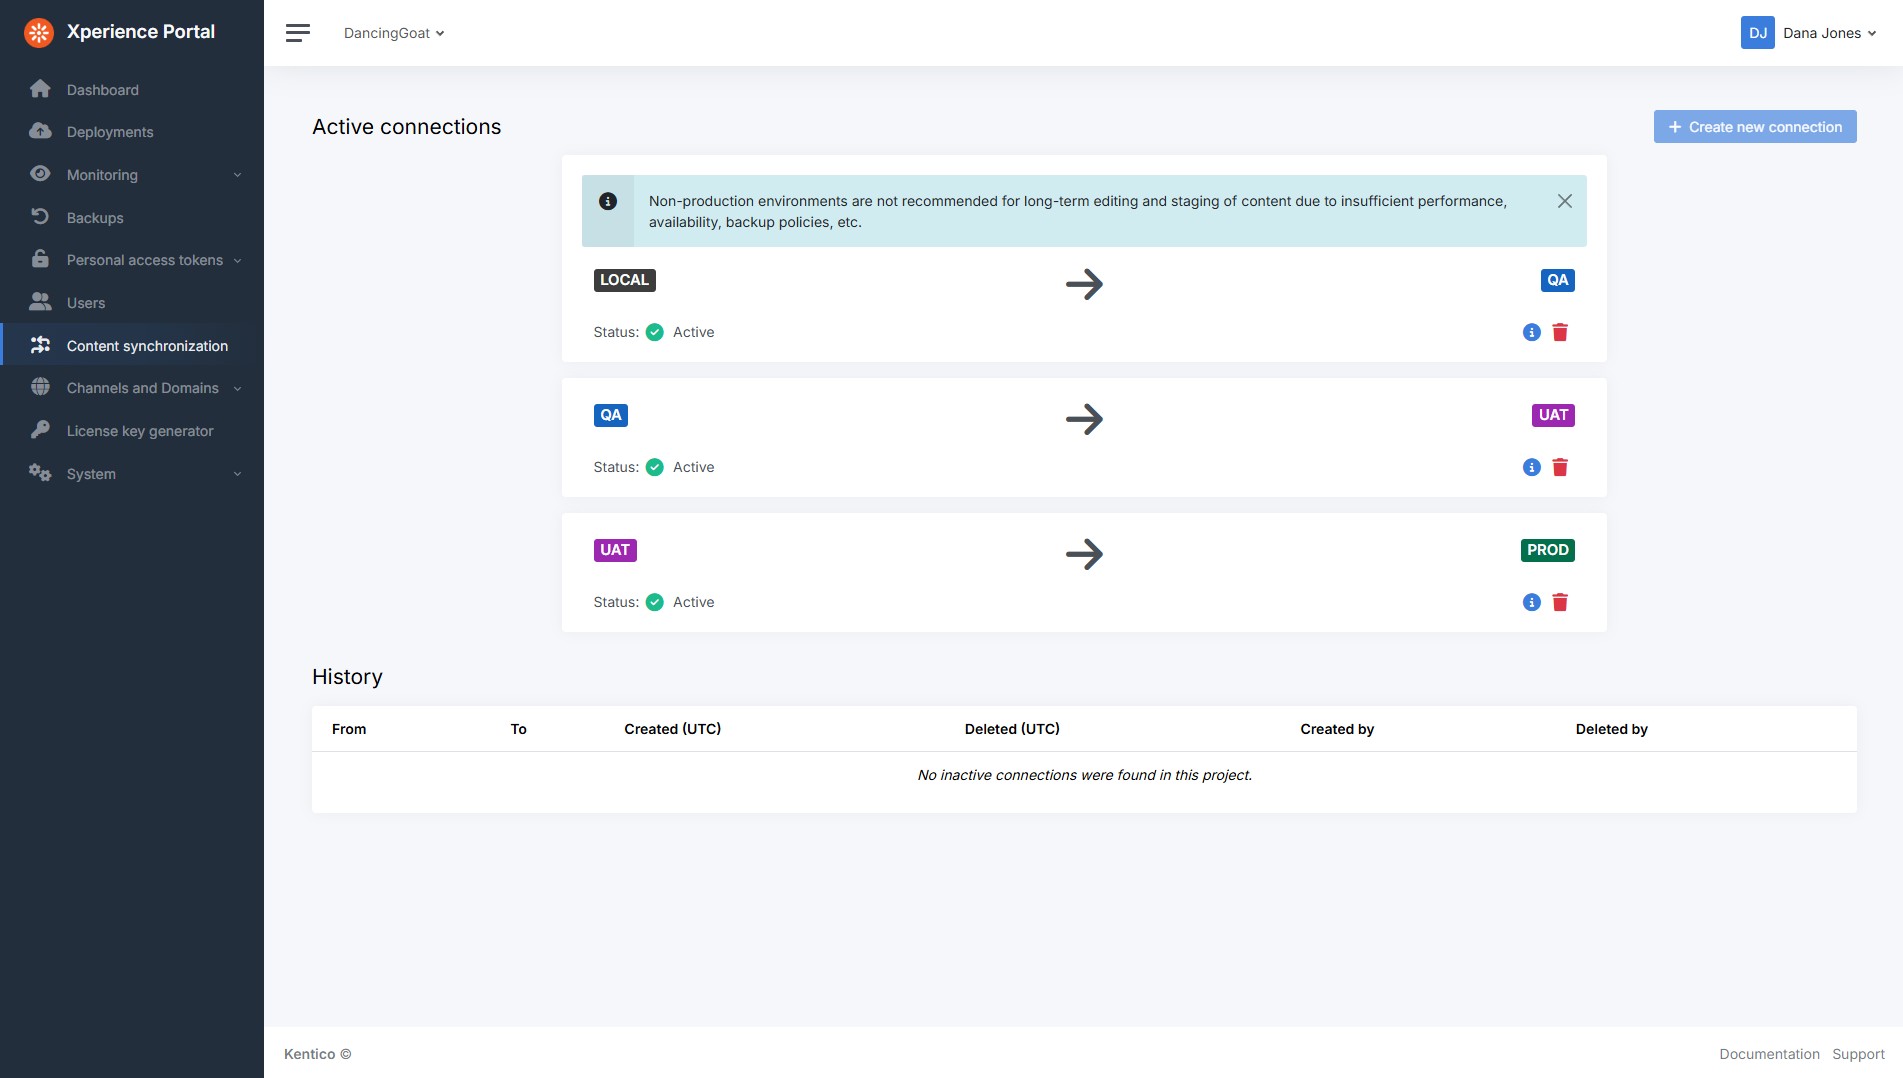 Xperience Portal
DancingGoat
DJ Dana Jones
Dashboard
Deployments
Monitoring
Backups
Personal access tokens
Users
Content synchronization
Channels and Domains
License key generator
System
Active connections
+ Create new connection
Non-production environments are not recommended for long-term editing and staging of content due to insufficient performance,
availability, backup policies, etc.
LOCAL QA
Status: Active
QA UAT
Status: Active
UAT PROD
Status: Active
History
From To Created (UTC) Deleted (UTC) Created by Deleted by
No inactive connections were found in this project.
Kentico © Documentation Support